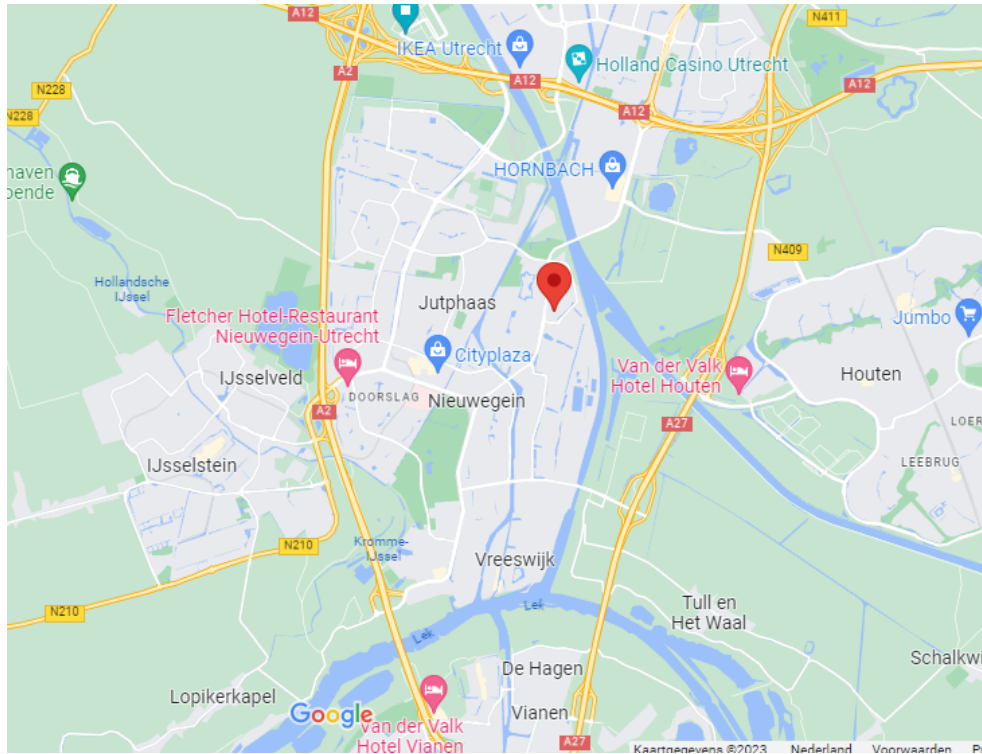 A12
N411
IKEA Utrecht
Holland Casino Utrecht
A2
A12
A12
N228
A12
N228
HORNBACH
haven
oende
N409
Hollandsche
IJssel
Jutphaas
Fletcher Hotel-Restaurant
Nieuwegein-Utrecht
Jumbo
Cityplaza
Van der Valk
Hotel Houten
IJsselveld
Houten
DOORSLAG
Nieuwegein
A2
A27
LOER
IJsselstein
LEEBRUG
N210
Kromme-
IJssel
Vreeswijk
N210
Lek
Tull en
Het Waal
Lek
De Hagen
Schalkwi
Lopikerkapel
Google
Vianen
Van der Valk
Hotel Vianen
A27
Kaartgegevens ©2023 Nederland Voorwaarden